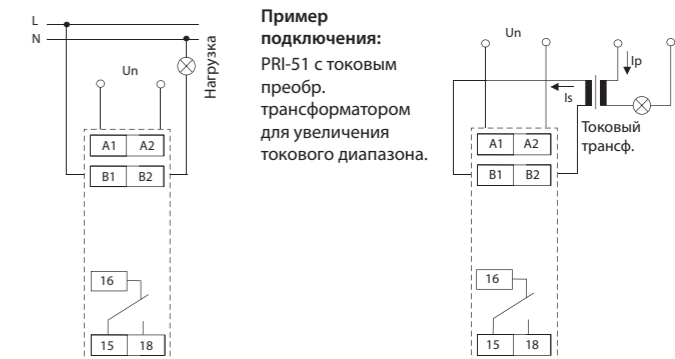 L
N
Un
Нагрузка
A1 A2
B1 B2
16
15 18
Пример
подключения:
PRI-51 с токовым
преобр.
трансформатором
для увеличения
токового диапазона.
Un
Ip
Is
Токовый
трансф.
A1 A2
B1 B2
16
15 18